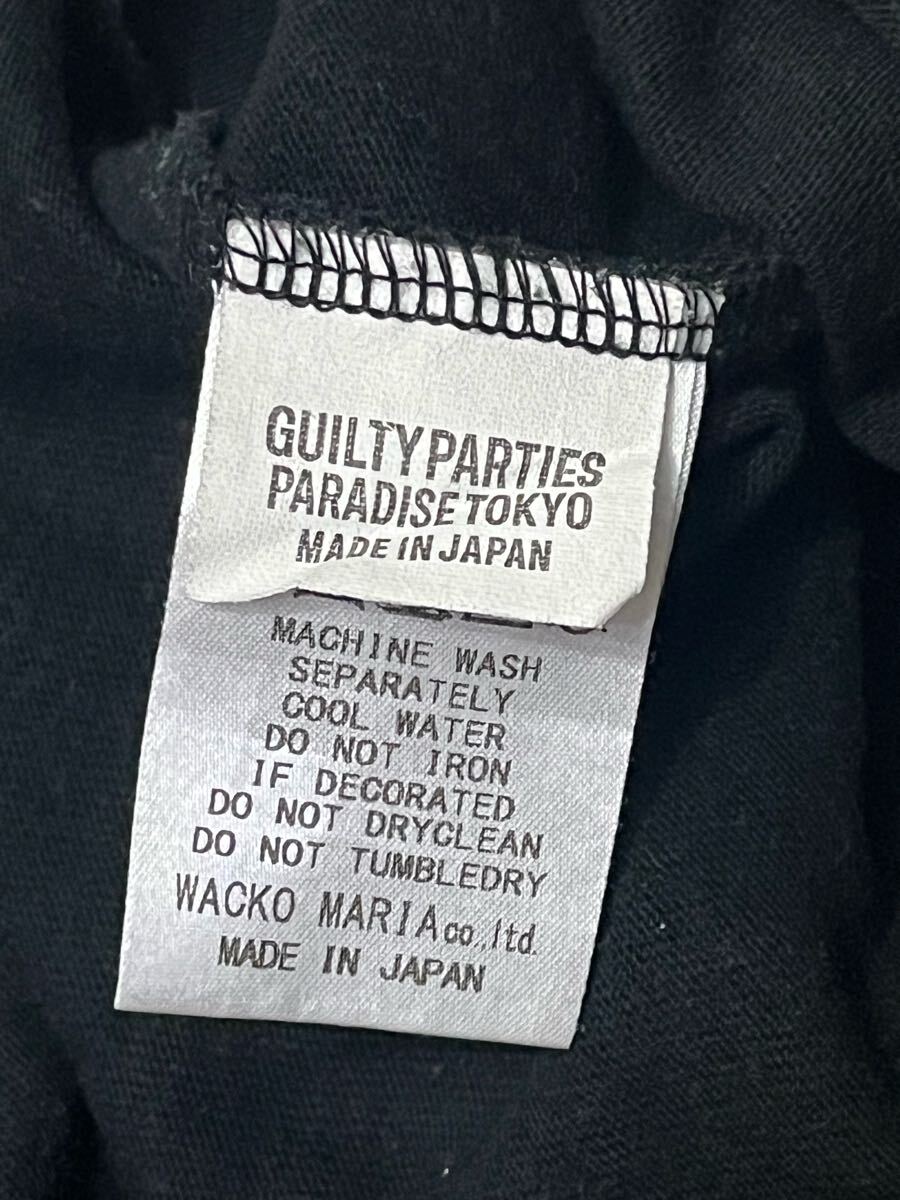 GUILTY PARTIES
PARADISE TOKYO
MADE IN JAPAN
MACHINE WASH
SEPARATELY
COOL WATER
DO NOT IRON
IF DECORATED
DO NOT DRYCLEAN
DO NOT TUMBLEDRY
WACKO MARIA co.,ltd.
MADE IN JAPAN